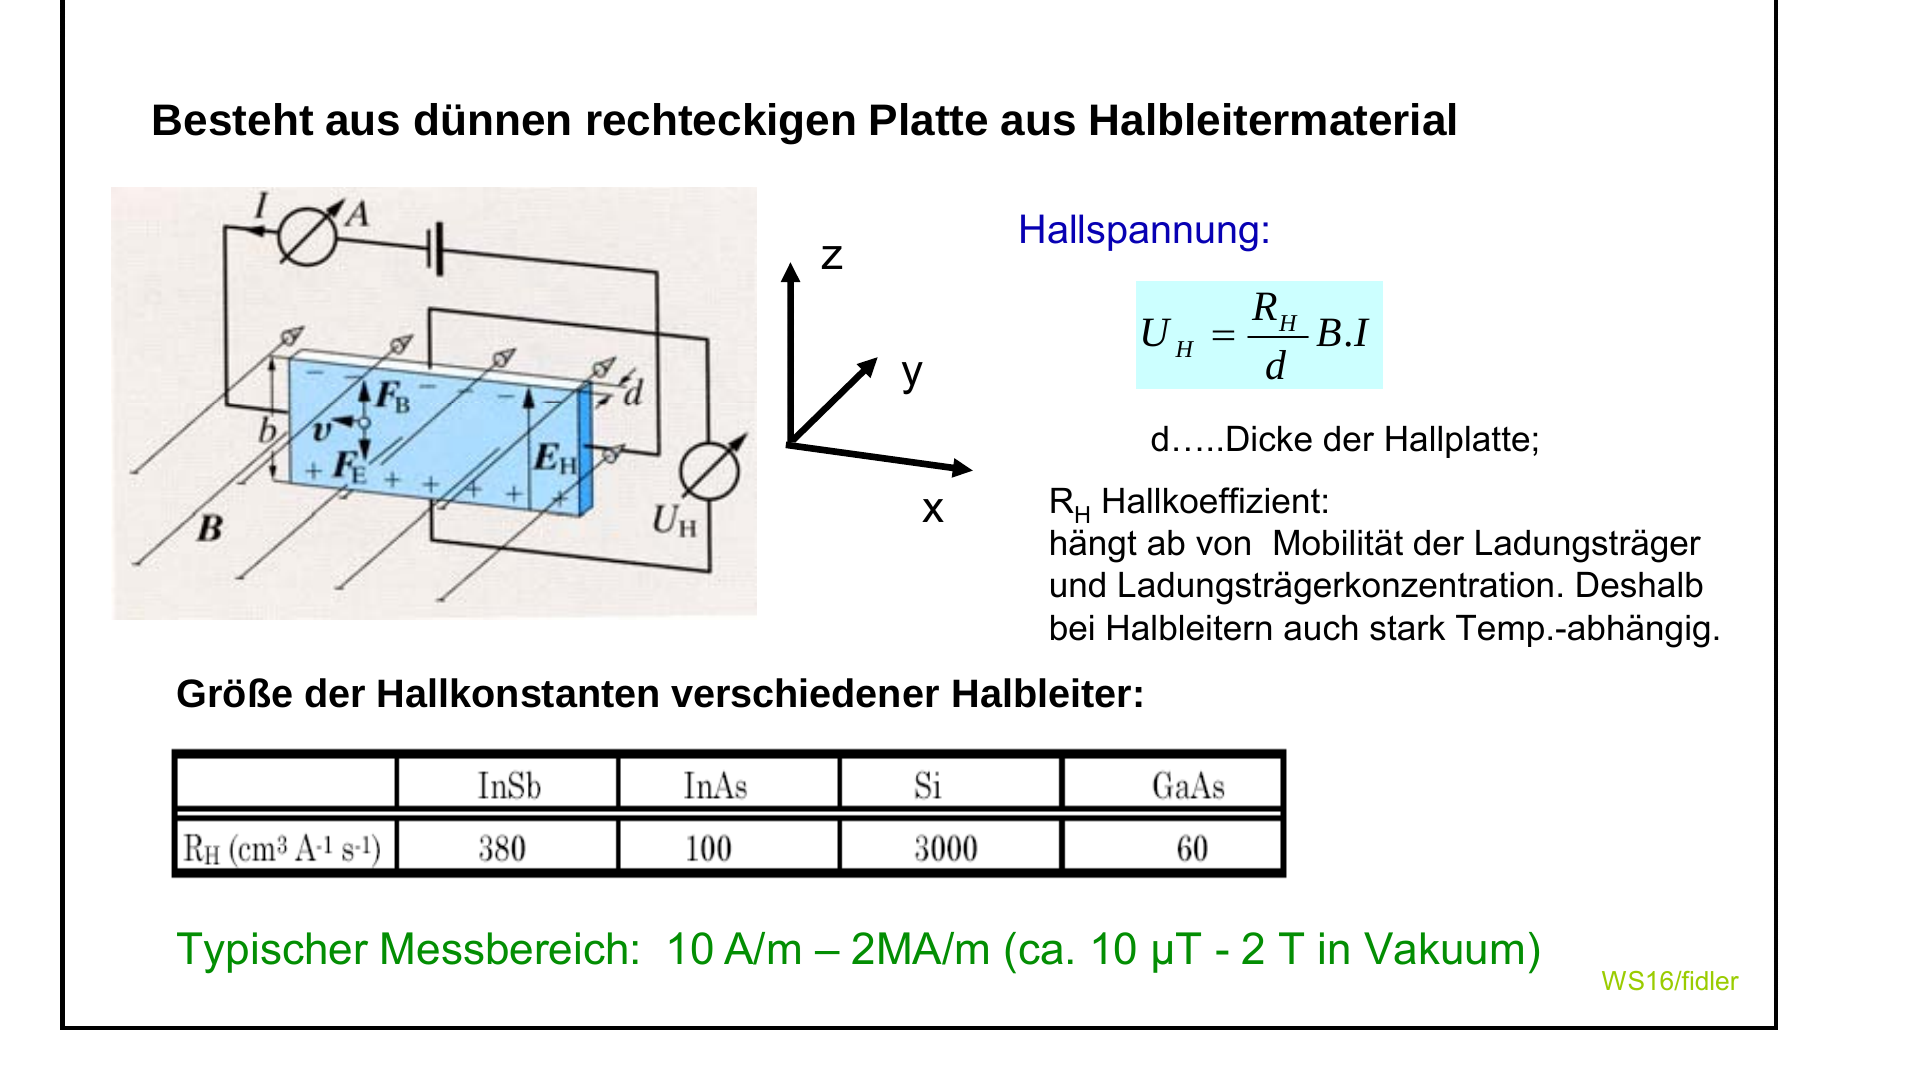 Besteht aus dünnen rechteckigen Platte aus Halbleitermaterial
I
A
F_B
v
b
F_E
E_H
d
B
U_H
z
y
x
Hallspannung:
U_H = R_H/d B.I
d…..Dicke der Hallplatte;
R_H Hallkoeffizient:
hängt ab von Mobilität der Ladungsträger
und Ladungsträgerkonzentration. Deshalb
bei Halbleitern auch stark Temp.-abhängig.
Größe der Hallkonstanten verschiedener Halbleiter:
InSb InAs Si GaAs
R_H (cm³ A⁻¹ s⁻¹) 380 100 3000 60
Typischer Messbereich: 10 A/m – 2MA/m (ca. 10 µT - 2 T in Vakuum)
WS16/fidler